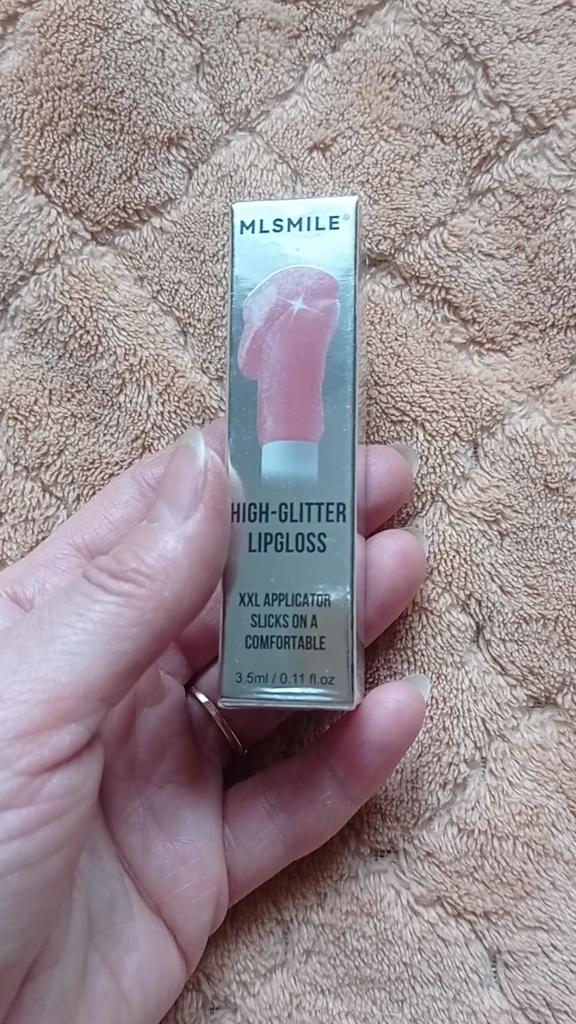 MLSMILE®
HIGH-GLITTER
LIPGLOSS
XXL APPLICATOR
SLICKS ON A
COMFORTABLE
3.5ml / 0.11 fl.oz